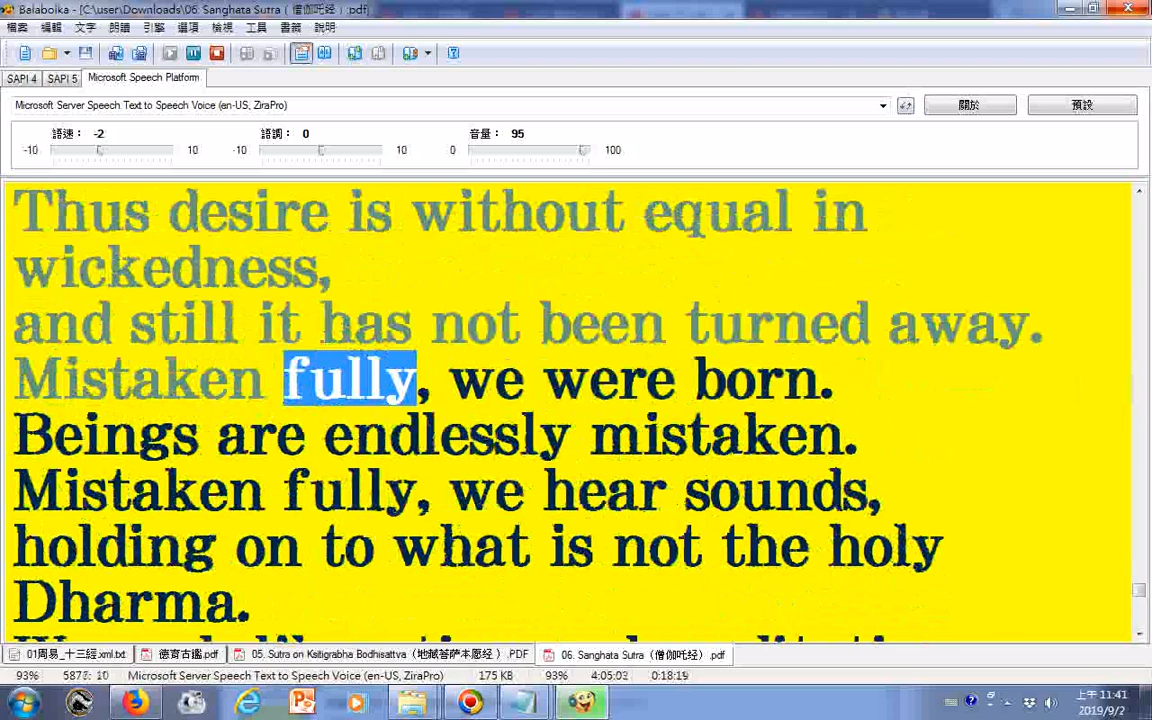 Balabolka - [C:\user\Downloads\06. Sanghata Sutra（僧伽吒经）.pdf]
檔案 編輯 文字 朗讀 引擎 選項 檢視 工具 書籤 說明
SAPI 4 SAPI 5 Microsoft Speech Platform
Microsoft Server Speech Text to Speech Voice (en-US, ZiraPro) 關於 預設
語速： -2 語調： 0 音量： 95
-10 10 -10 10 0 100
Thus desire is without equal in
wickedness,
and still it has not been turned away.
Mistaken fully, we were born.
Beings are endlessly mistaken.
Mistaken fully, we hear sounds,
holding on to what is not the holy
Dharma.
01周易_十三經.xml.txt 德育古鑑.pdf 05. Sutra on Ksitigrabha Bodhisattva（地藏菩萨本愿经）.PDF 06. Sanghata Sutra（僧伽吒经）.pdf
93% 5873: 10 Microsoft Server Speech Text to Speech Voice (en-US, ZiraPro) 175 KB 93% 4:05:03 0:18:19
上午 11:41
2019/9/2